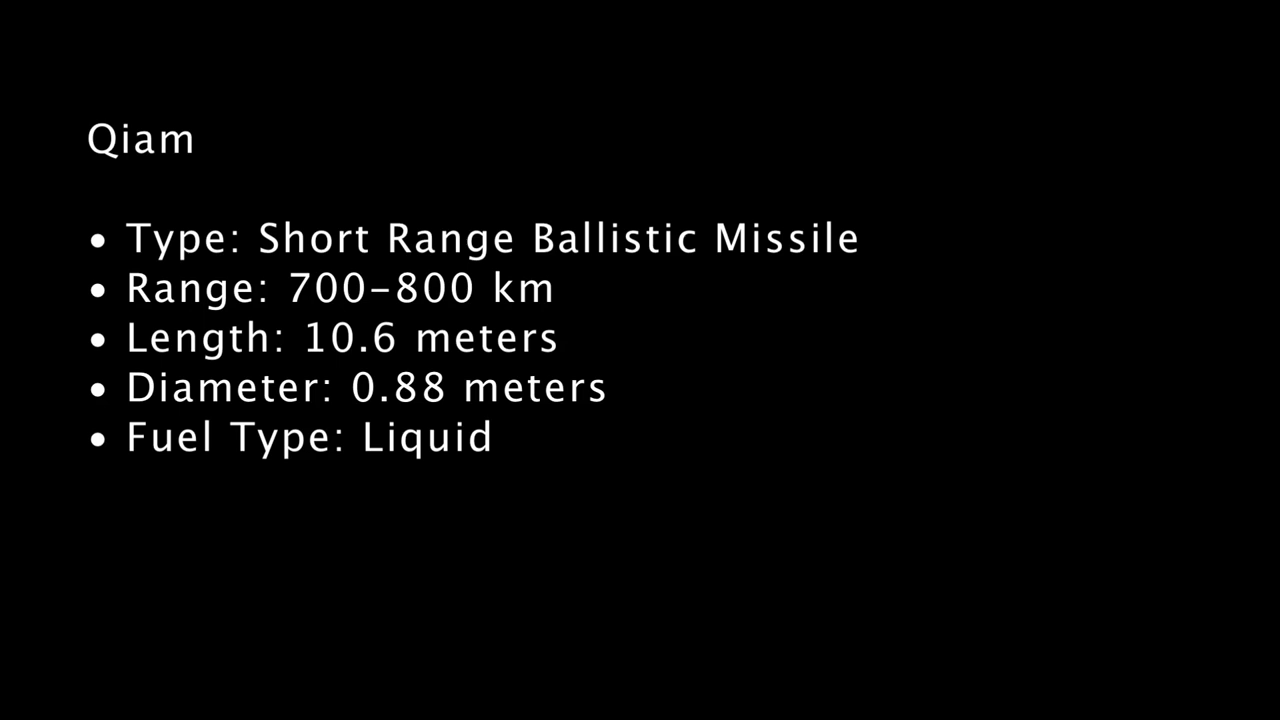 Qiam
• Type: Short Range Ballistic Missile
• Range: 700–800 km
• Length: 10.6 meters
• Diameter: 0.88 meters
• Fuel Type: Liquid